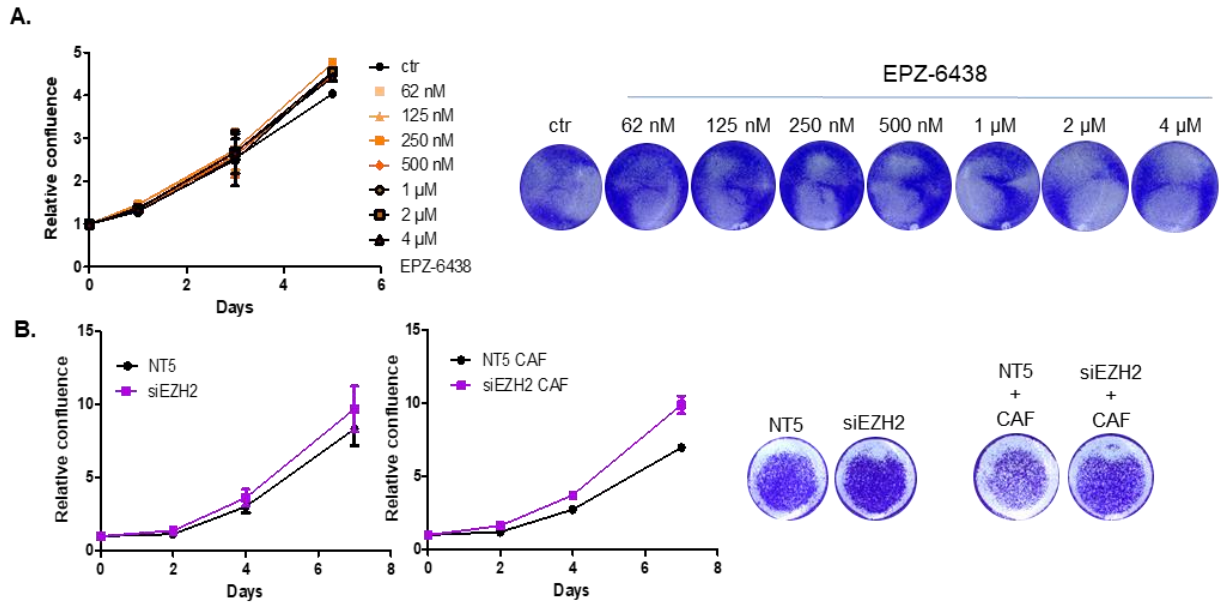 A.
Relative confluence
5
4
3
2
1
0
0
2
4
6
Days
ctr
62 nM
125 nM
250 nM
500 nM
1 µM
2 µM
4 µM
EPZ-6438
EPZ-6438
ctr 62 nM 125 nM 250 nM 500 nM 1 µM 2 µM 4 µM
B.
Relative confluence
15
10
5
0
0 2 4 6 8
Days
NT5
siEZH2
Relative confluence
15
10
5
0
0 2 4 6 8
Days
NT5 CAF
siEZH2 CAF
NT5
siEZH2
NT5
+
CAF
siEZH2
+
CAF